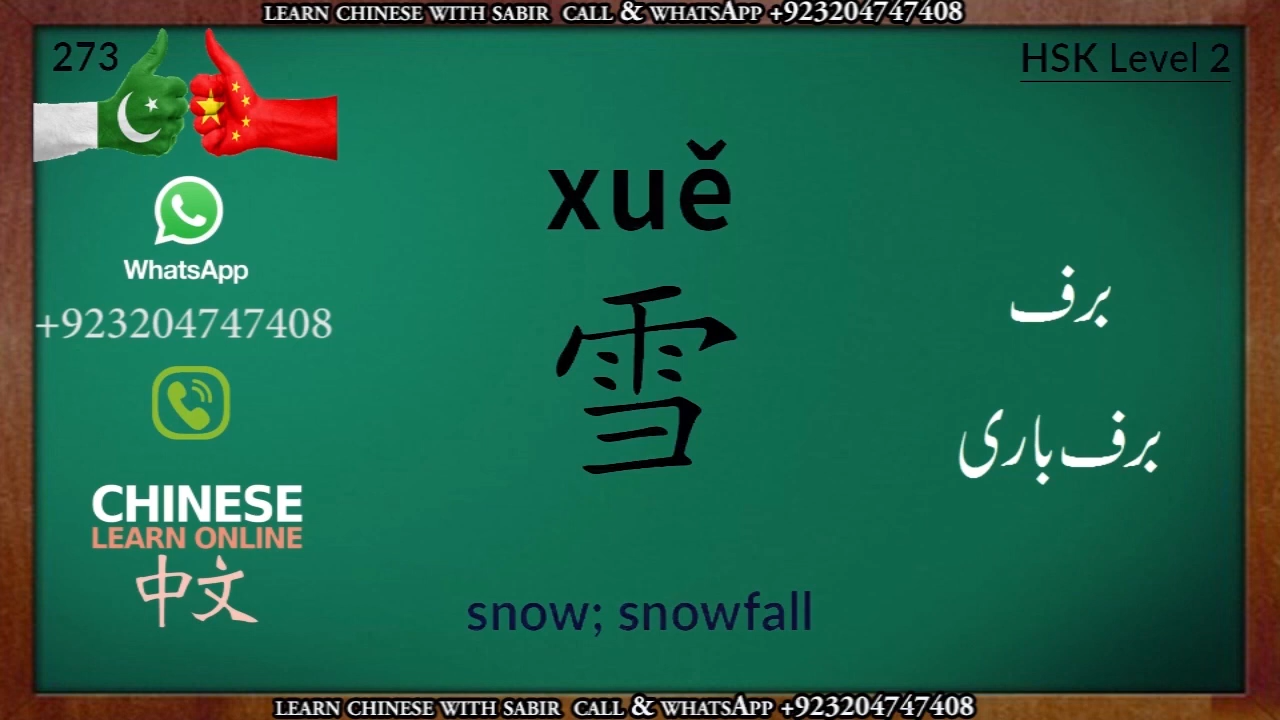 LEARN CHINESE WITH SABIR CALL & WHATSAPP +923204747408
273
HSK Level 2
xuě
WhatsApp
برف
+923204747408
雪
برف باری
CHINESE
LEARN ONLINE
中文
snow; snowfall
LEARN CHINESE WITH SABIR CALL & WHATSAPP +923204747408